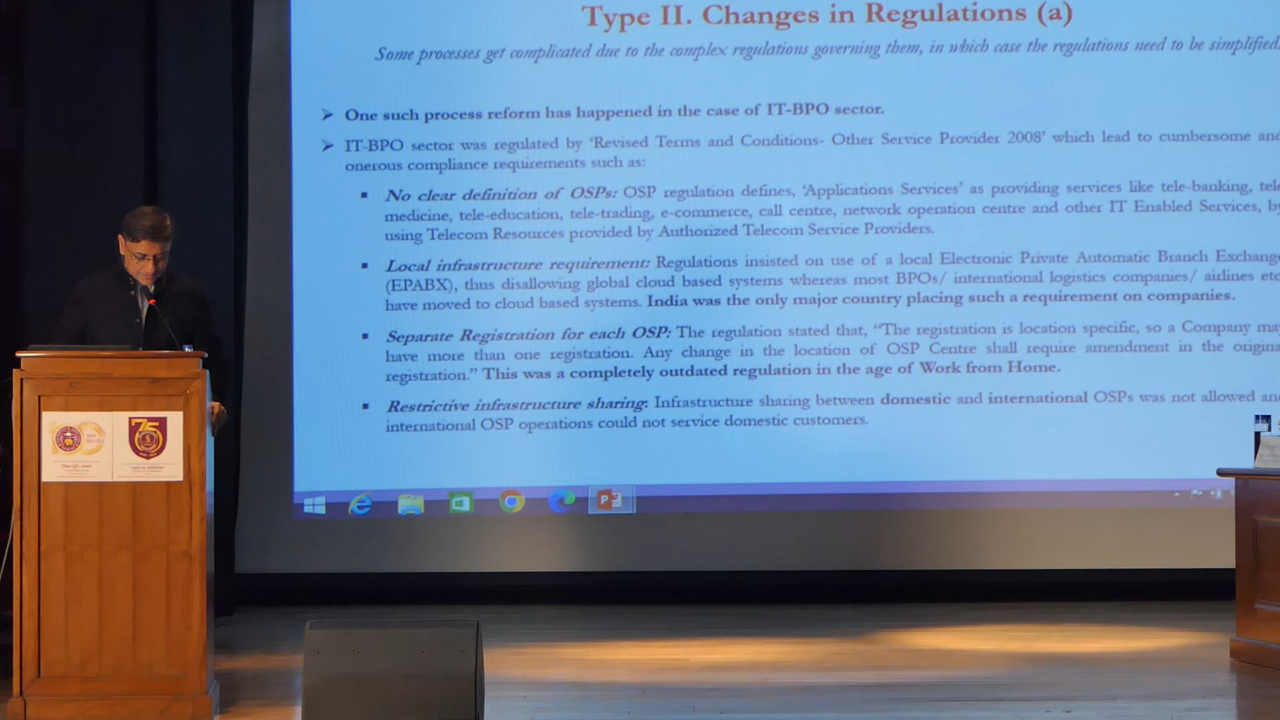 Type II. Changes in Regulations (a)
Some processes get complicated due to the complex regulations governing them, in which case the regulations need to be simplified.
➤ One such process reform has happened in the case of IT-BPO sector.
➤ IT-BPO sector was regulated by ‘Revised Terms and Conditions- Other Service Provider 2008’ which lead to cumbersome and
onerous compliance requirements such as:
▪ No clear definition of OSPs: OSP regulation defines, ‘Applications Services’ as providing services like tele-banking, tele
medicine, tele-education, tele-trading, e-commerce, call centre, network operation centre and other IT Enabled Services, by
using Telecom Resources provided by Authorized Telecom Service Providers.
▪ Local infrastructure requirement: Regulations insisted on use of a local Electronic Private Automatic Branch Exchange
(EPABX), thus disallowing global cloud based systems whereas most BPOs/ international logistics companies/ airlines etc
have moved to cloud based systems. India was the only major country placing such a requirement on companies.
▪ Separate Registration for each OSP: The regulation stated that, “The registration is location specific, so a Company may
have more than one registration. Any change in the location of OSP Centre shall require amendment in the origina
registration.” This was a completely outdated regulation in the age of Work from Home.
▪ Restrictive infrastructure sharing: Infrastructure sharing between domestic and international OSPs was not allowed and
international OSP operations could not service domestic customers.
75